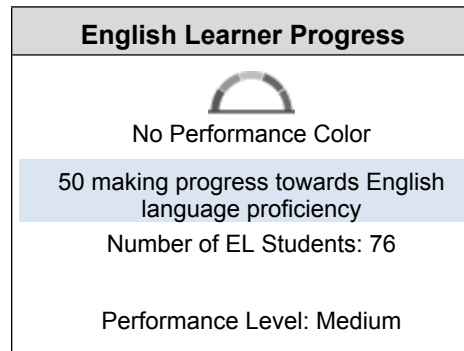 English Learner Progress
No Performance Color
50 making progress towards English
language proficiency
Number of EL Students: 76
Performance Level: Medium